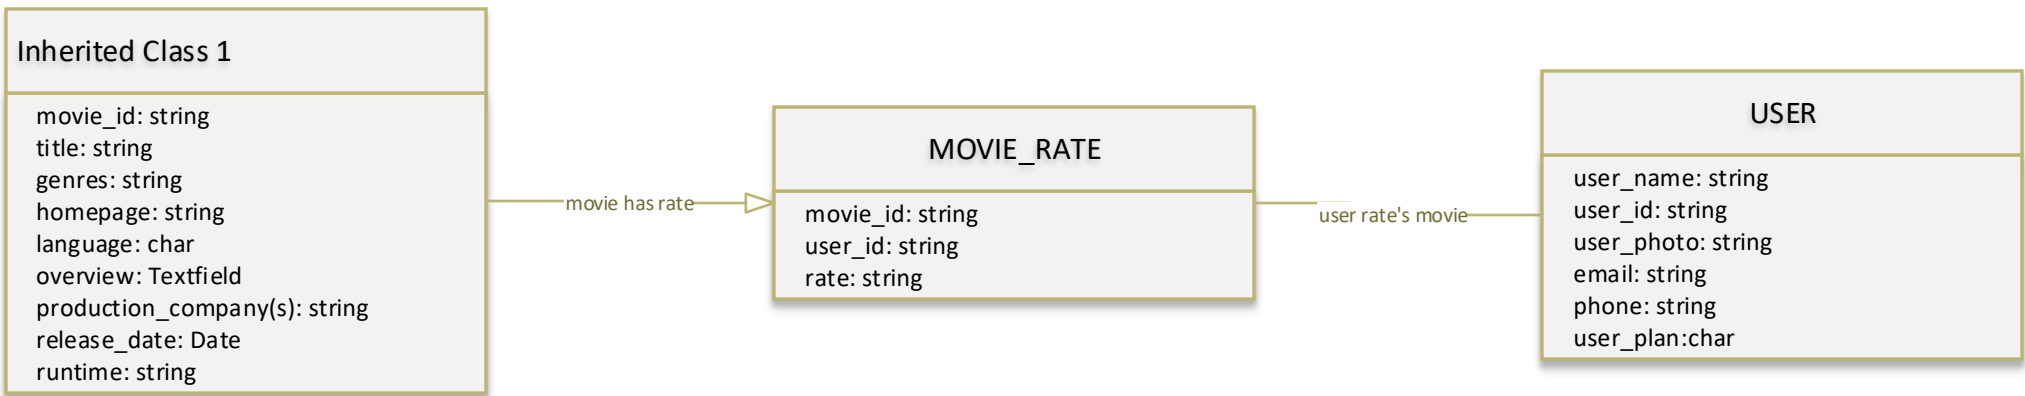 Inherited Class 1
movie_id: string
title: string
genres: string
homepage: string
language: char
overview: Textfield
production_company(s): string
release_date: Date
runtime: string
movie has rate
MOVIE_RATE
movie_id: string
user_id: string
rate: string
user rate's movie
USER
user_name: string
user_id: string
user_photo: string
email: string
phone: string
user_plan:char